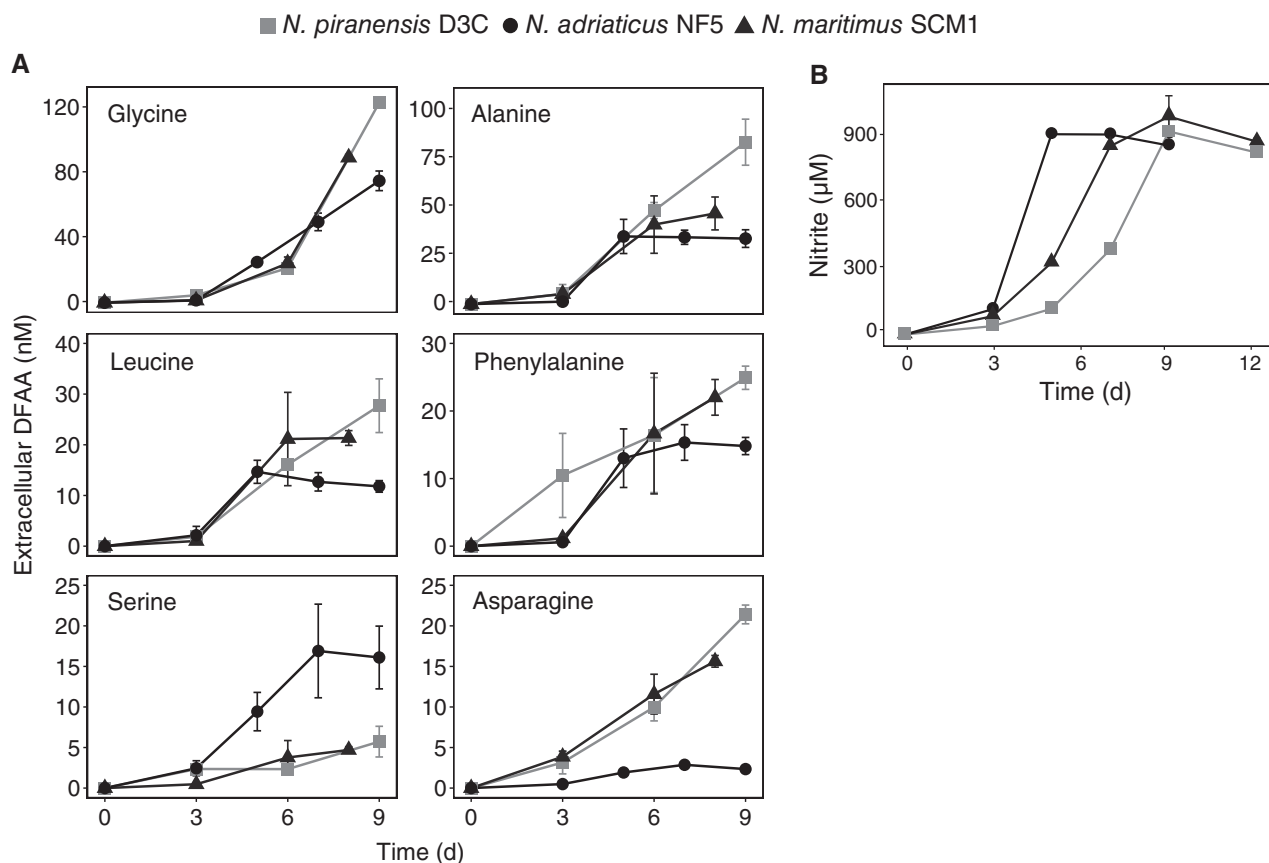 N. piranensis D3C N. adriaticus NF5 N. maritimus SCM1
A
B
Extracellular DFAA (nM)
Glycine
120
80
40
0
Alanine
100
75
50
25
0
Leucine
40
30
20
10
0
Phenylalanine
30
20
10
0
Serine
25
20
15
10
5
0
0 3 6 9
Asparagine
25
20
15
10
5
0
0 3 6 9
Time (d)
Nitrite (µM)
900
600
300
0
0 3 6 9 12
Time (d)